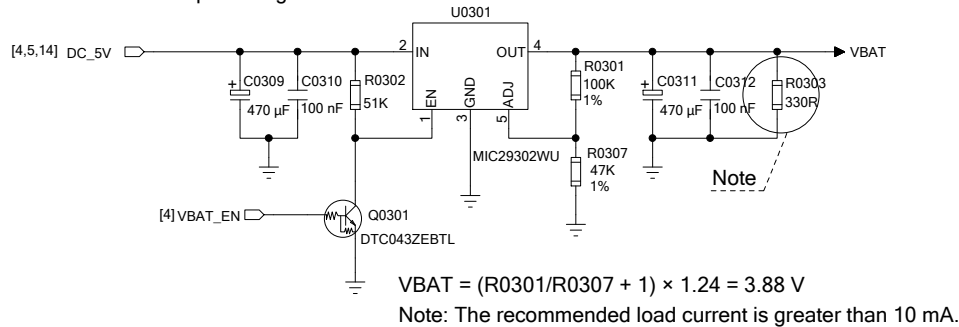 U0301
[4,5,14] DC_5V
2 IN
OUT 4
VBAT
C0309
470 µF
C0310
100 nF
R0302
51K
EN
1
GND
3
ADJ
5
MIC29302WU
R0301
100K
1%
R0307
47K
1%
C0311
470 µF
C0312
100 nF
R0303
330R
Note
[4] VBAT_EN
Q0301
DTC043ZEBTL
VBAT = (R0301/R0307 + 1) × 1.24 = 3.88 V
Note: The recommended load current is greater than 10 mA.